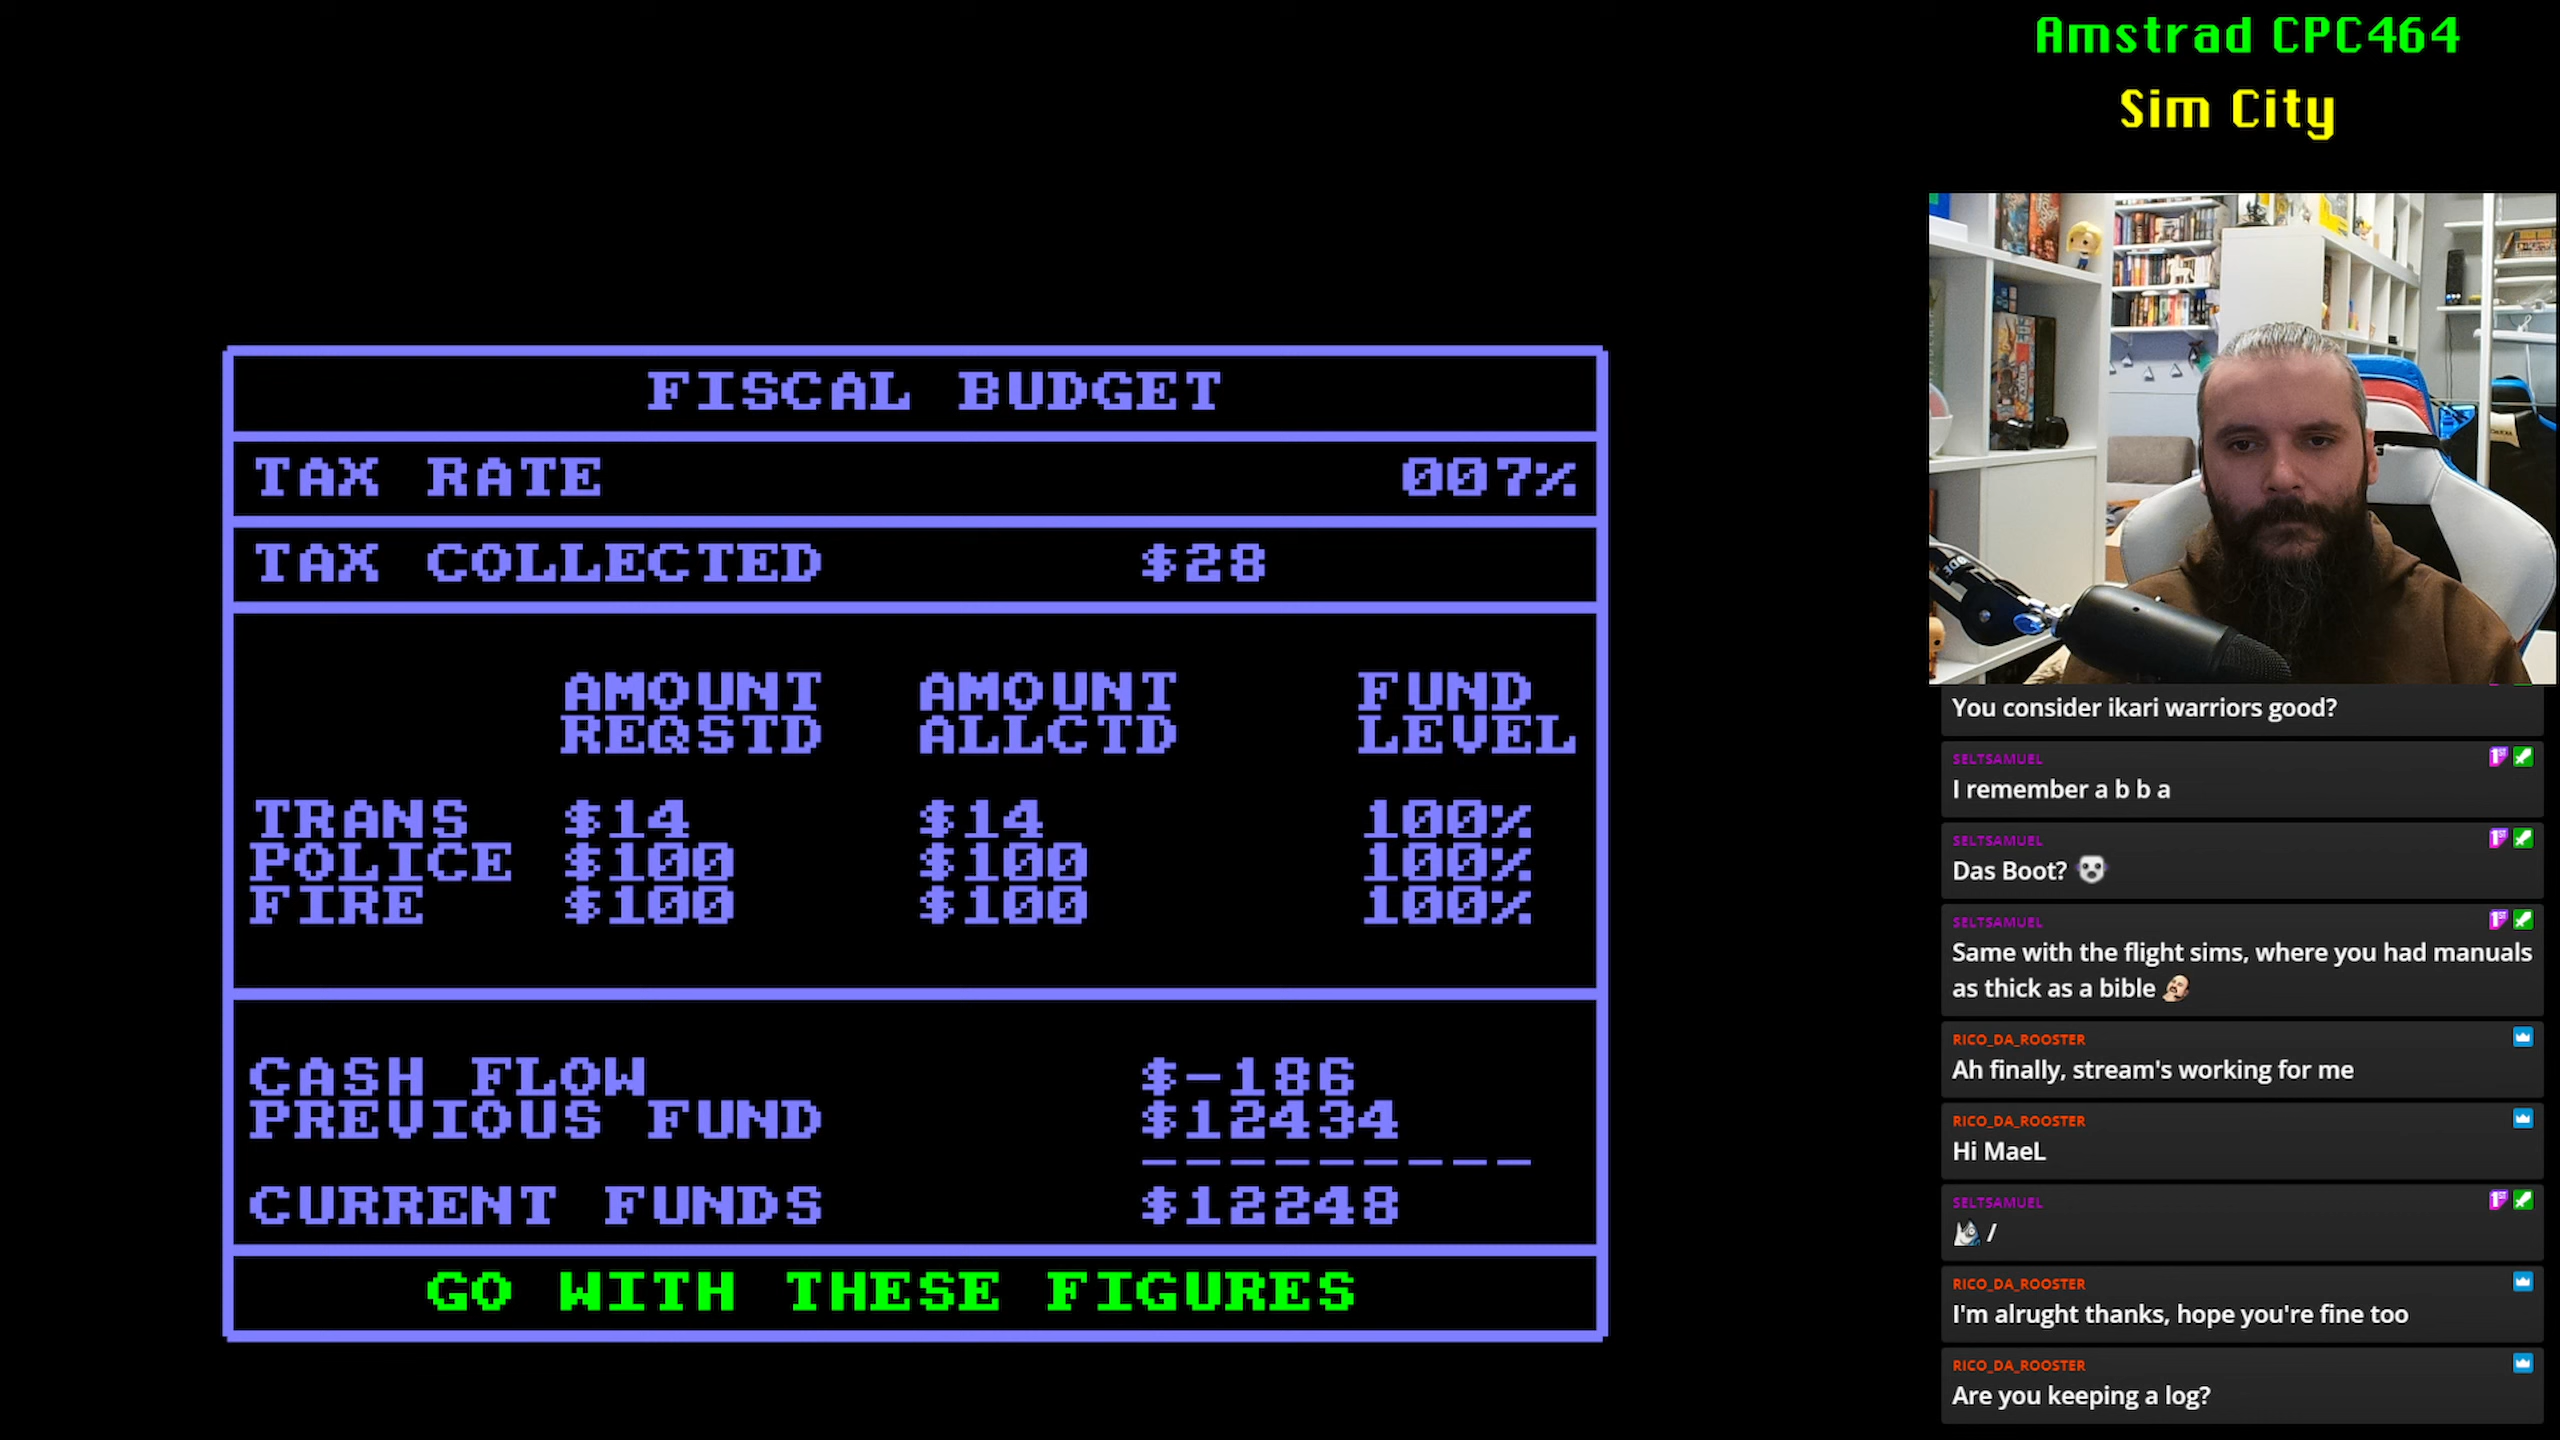 Amstrad CPC464
Sim City
FISCAL BUDGET
TAX RATE 007%
TAX COLLECTED $28
AMOUNT AMOUNT FUND
REQSTD ALLCTD LEVEL
TRANS $14 $14 100%
POLICE $100 $100 100%
FIRE $100 $100 100%
CASH FLOW $-186
PREVIOUS FUND $12434
----------
CURRENT FUNDS $12248
GO WITH THESE FIGURES
You consider ikari warriors good?
SELTSAMUEL
I remember a b b a
SELTSAMUEL
Das Boot?
SELTSAMUEL
Same with the flight sims, where you had manuals
as thick as a bible
RICO_DA_ROOSTER
Ah finally, stream's working for me
RICO_DA_ROOSTER
Hi MaeL
SELTSAMUEL
/
RICO_DA_ROOSTER
I'm alrught thanks, hope you're fine too
RICO_DA_ROOSTER
Are you keeping a log?